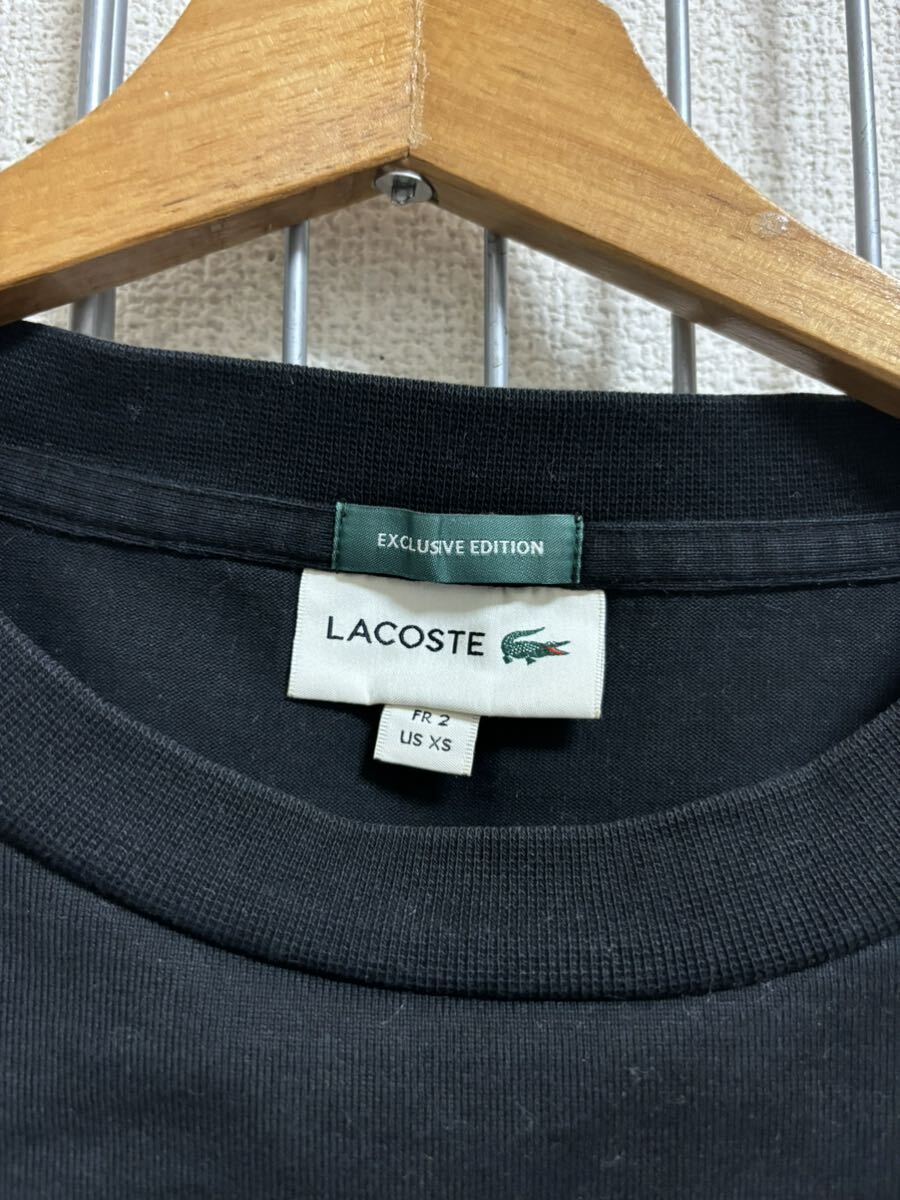 EXCLUSIVE EDITION
LACOSTE
FR 2
US XS